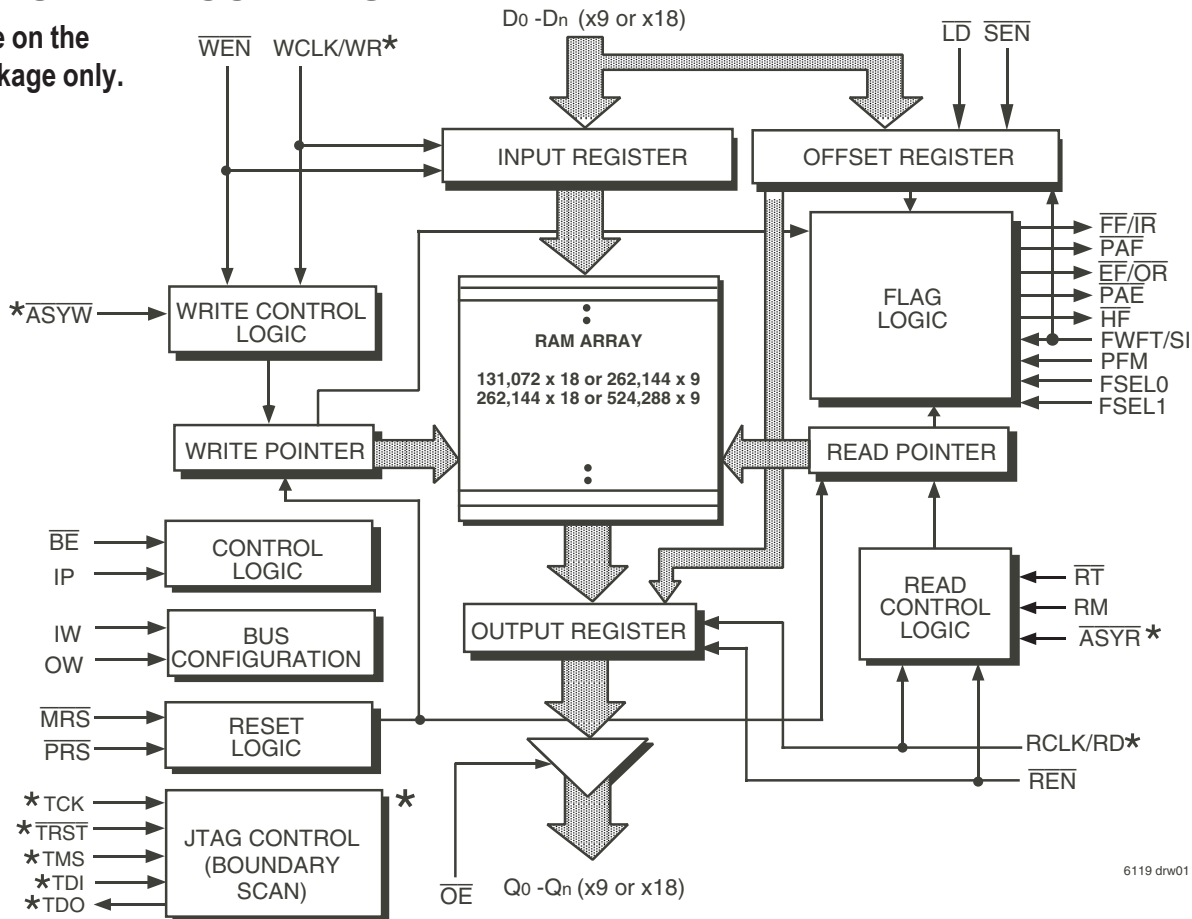 e on the
kage only.
D0 -Dn (x9 or x18)
WEN
WCLK/WR*
LD
SEN
INPUT REGISTER
OFFSET REGISTER
*ASYW
WRITE CONTROL
LOGIC
RAM ARRAY
131,072 x 18 or 262,144 x 9
262,144 x 18 or 524,288 x 9
FLAG
LOGIC
FF/IR
PAF
EF/OR
PAE
HF
FWFT/SI
PFM
FSEL0
FSEL1
WRITE POINTER
READ POINTER
BE
IP
CONTROL
LOGIC
IW
OW
BUS
CONFIGURATION
OUTPUT REGISTER
READ
CONTROL
LOGIC
RT
RM
ASYR*
MRS
PRS
RESET
LOGIC
RCLK/RD*
REN
*TCK
*TRST
*TMS
*TDI
*TDO
JTAG CONTROL
(BOUNDARY
SCAN)
*
OE
Q0 -Qn (x9 or x18)
6119 drw01